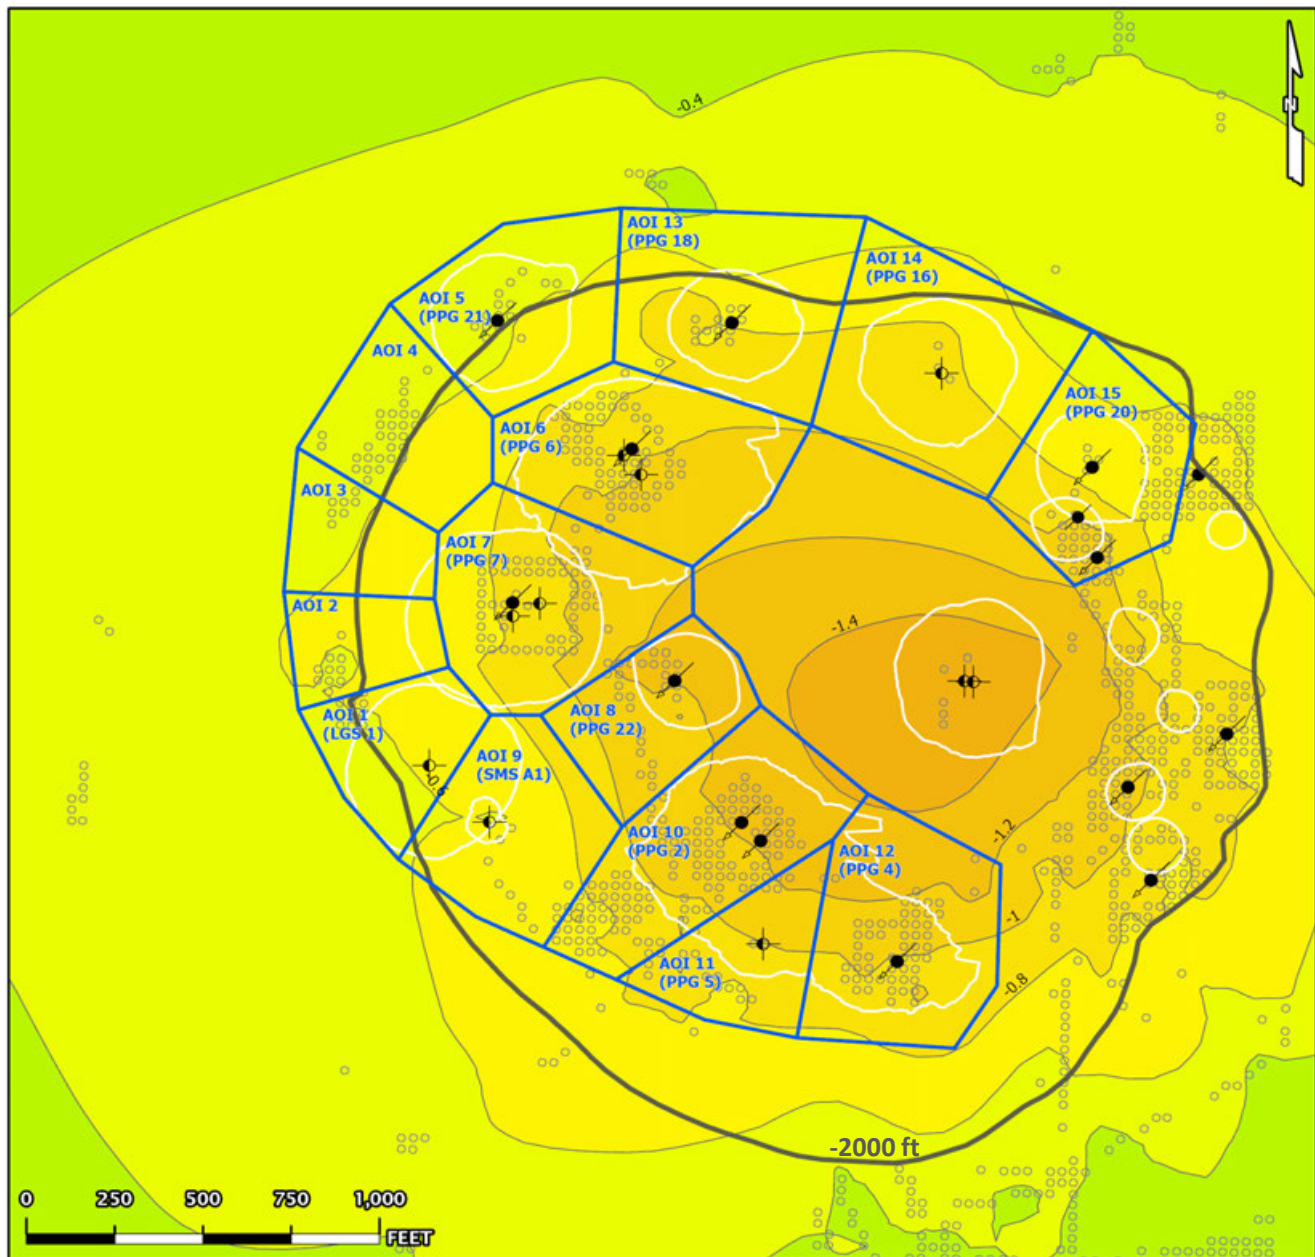 -0.4
N
AOI 13
(PPG 18)
AOI 14
(PPG 16)
AOI 5
(PPG 21)
AOI 4
AOI 15
(PPG 20)
AOI 6
(PPG 6)
AOI 3
AOI 7
(PPG 7)
AOI 2
-1.4
AOI 1
(LGS 1)
AOI 8
(PPG 22)
AOI 9
(SMS A1)
-0.6
AOI 10
(PPG 2)
-1.2
AOI 12
(PPG 4)
-1
AOI 11
(PPG 5)
-0.8
-2000 ft
0 250 500 750 1,000
FEET